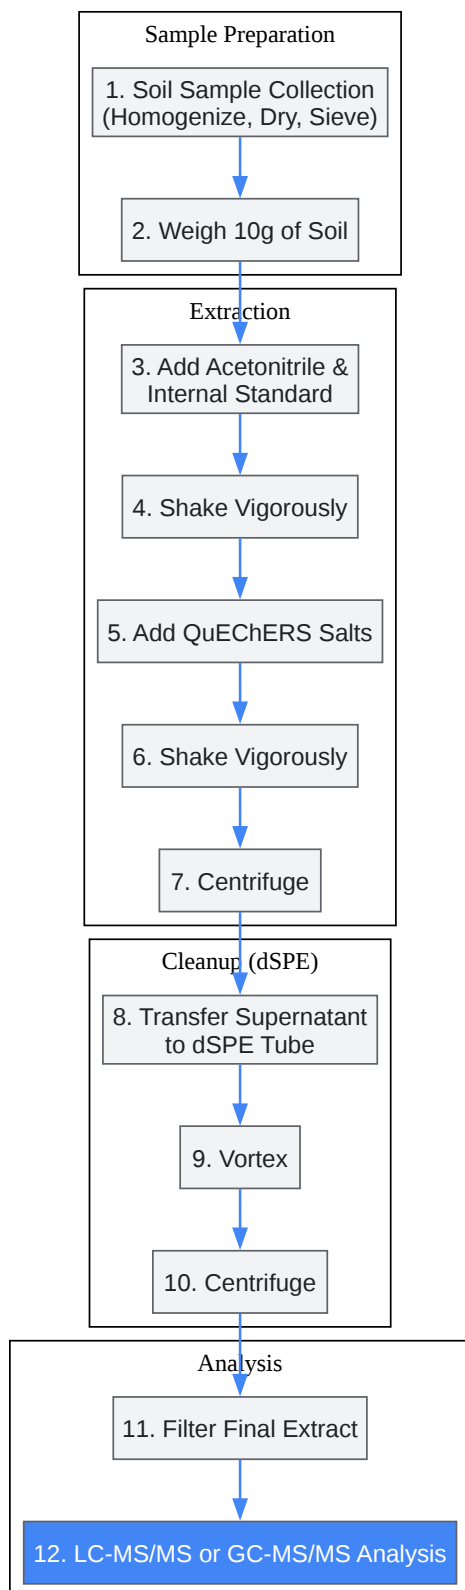 Sample Preparation
1. Soil Sample Collection
(Homogenize, Dry, Sieve)
2. Weigh 10g of Soil
Extraction
3. Add Acetonitrile &
Internal Standard
4. Shake Vigorously
5. Add QuEChERS Salts
6. Shake Vigorously
7. Centrifuge
Cleanup (dSPE)
8. Transfer Supernatant
to dSPE Tube
9. Vortex
10. Centrifuge
Analysis
11. Filter Final Extract
12. LC-MS/MS or GC-MS/MS Analysis